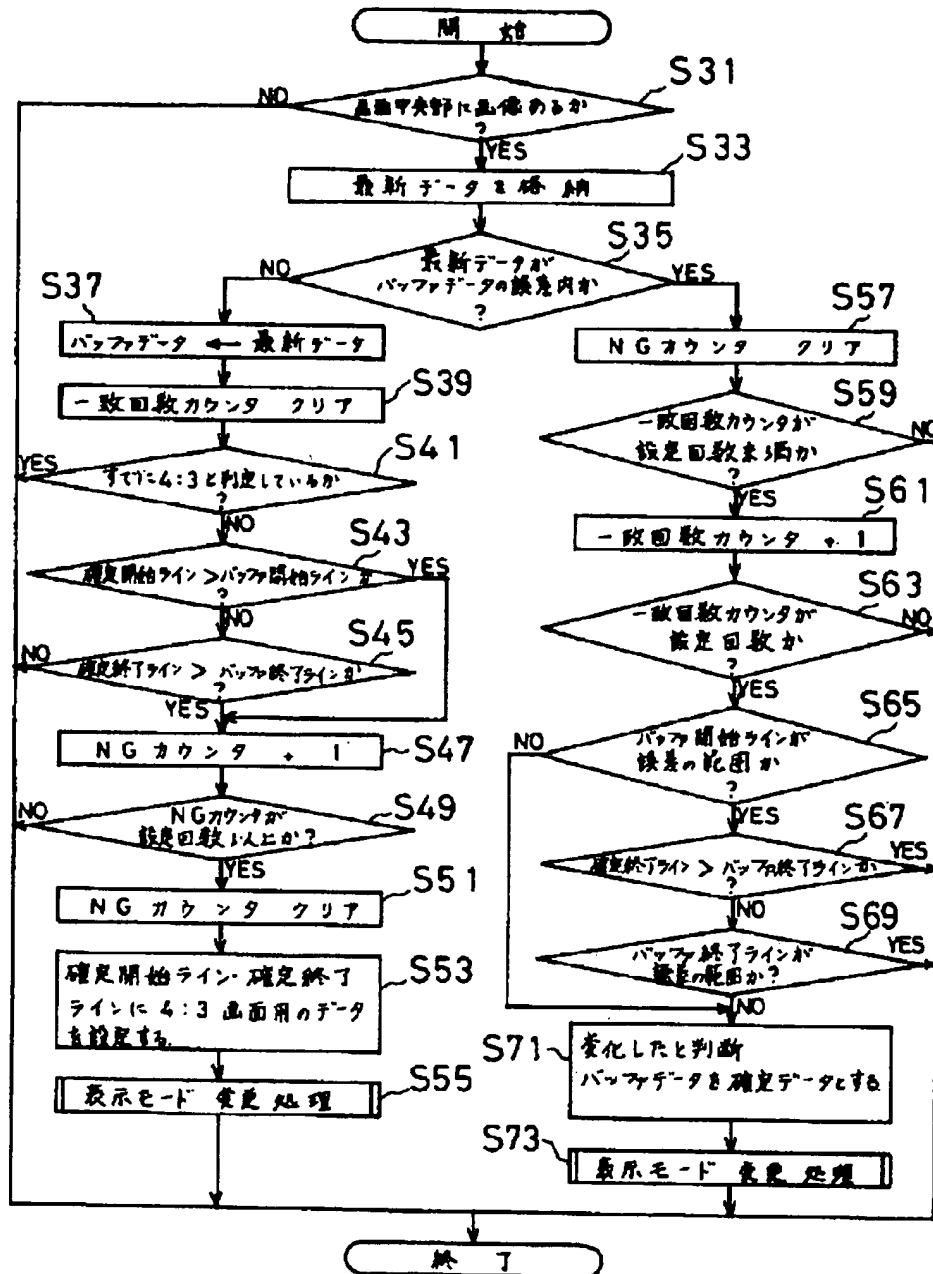 開始
S31
NO
画面中央部に画像あるか
?
YES
S33
最新データを格納
S35
最新データが
バッファデータの誤差内か
?
NO
YES
S37
バッファデータ ← 最新データ
S39
一致回数カウンタ クリア
S41
YES
すでに4:3と判定しているか
?
NO
S43
確定開始ライン>バッファ開始ラインか
?
YES
NO
S45
NO
確定終了ライン > バッファ終了ラインか
?
YES
NGカウンタ + 1
S47
NO
NGカウンタが
設定回数以上か?
S49
YES
S51
NGカウンタ クリア
確定開始ライン・確定終了
ラインに 4:3 画面用のデータ
を設定する.
S53
表示モード 変更処理
S55
S57
NGカウンタ クリア
S59
一致回数カウンタが
設定回数未満か
?
NO
YES
S61
一致回数カウンタ + 1
S63
一致回数カウンタが
設定回数か
?
NO
YES
S65
NO
バッファ開始ラインが
誤差の範囲か
?
YES
S67
確定終了ライン > バッファ終了ラインか
?
YES
NO
S69
バッファ終了ラインが
誤差の範囲か?
YES
NO
S71
変化したと判断
バッファデータを確定データとする
S73
表示モード 変更処理
終了